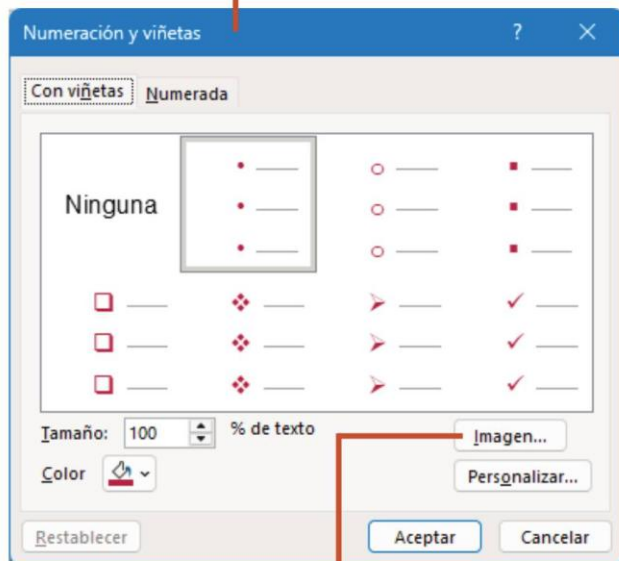 Numeración y viñetas ?
Con viñetas Numerada
Ninguna
Tamaño: 100 % de texto
Imagen...
Color
Personalizar...
Restablecer Aceptar Cancelar